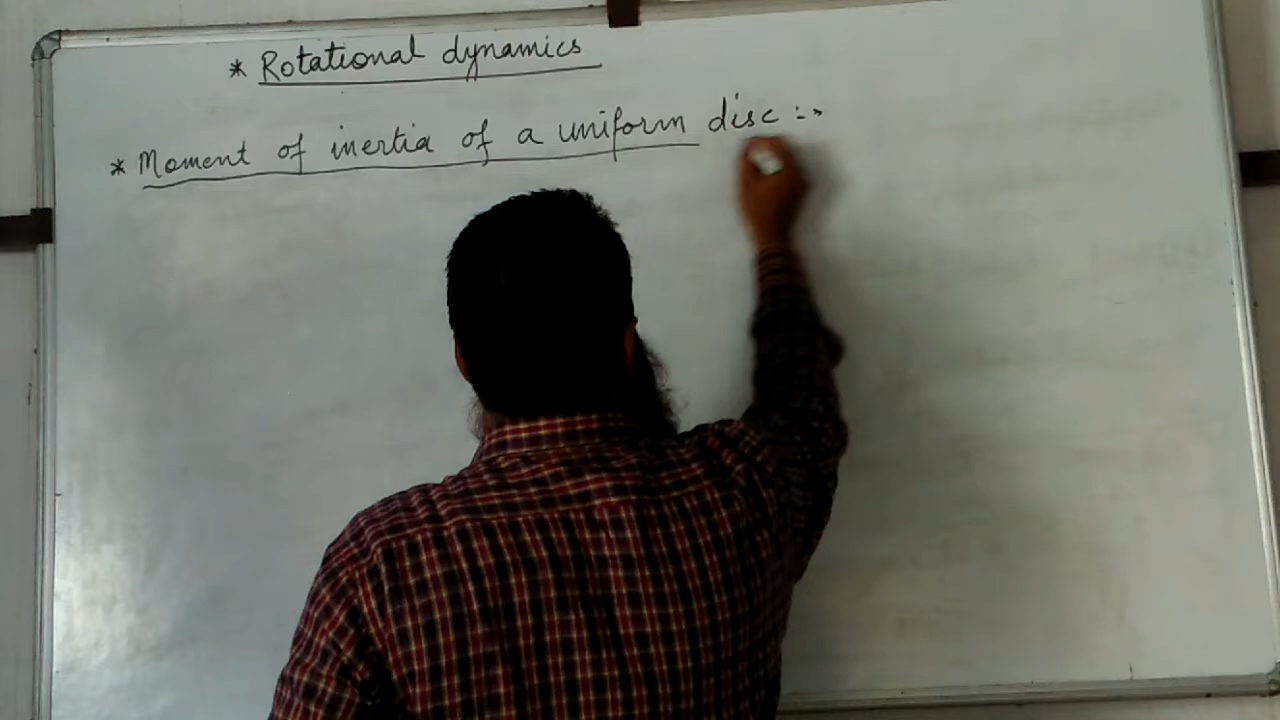 * Rotational dynamics
* Moment of inertia of a uniform disc :-